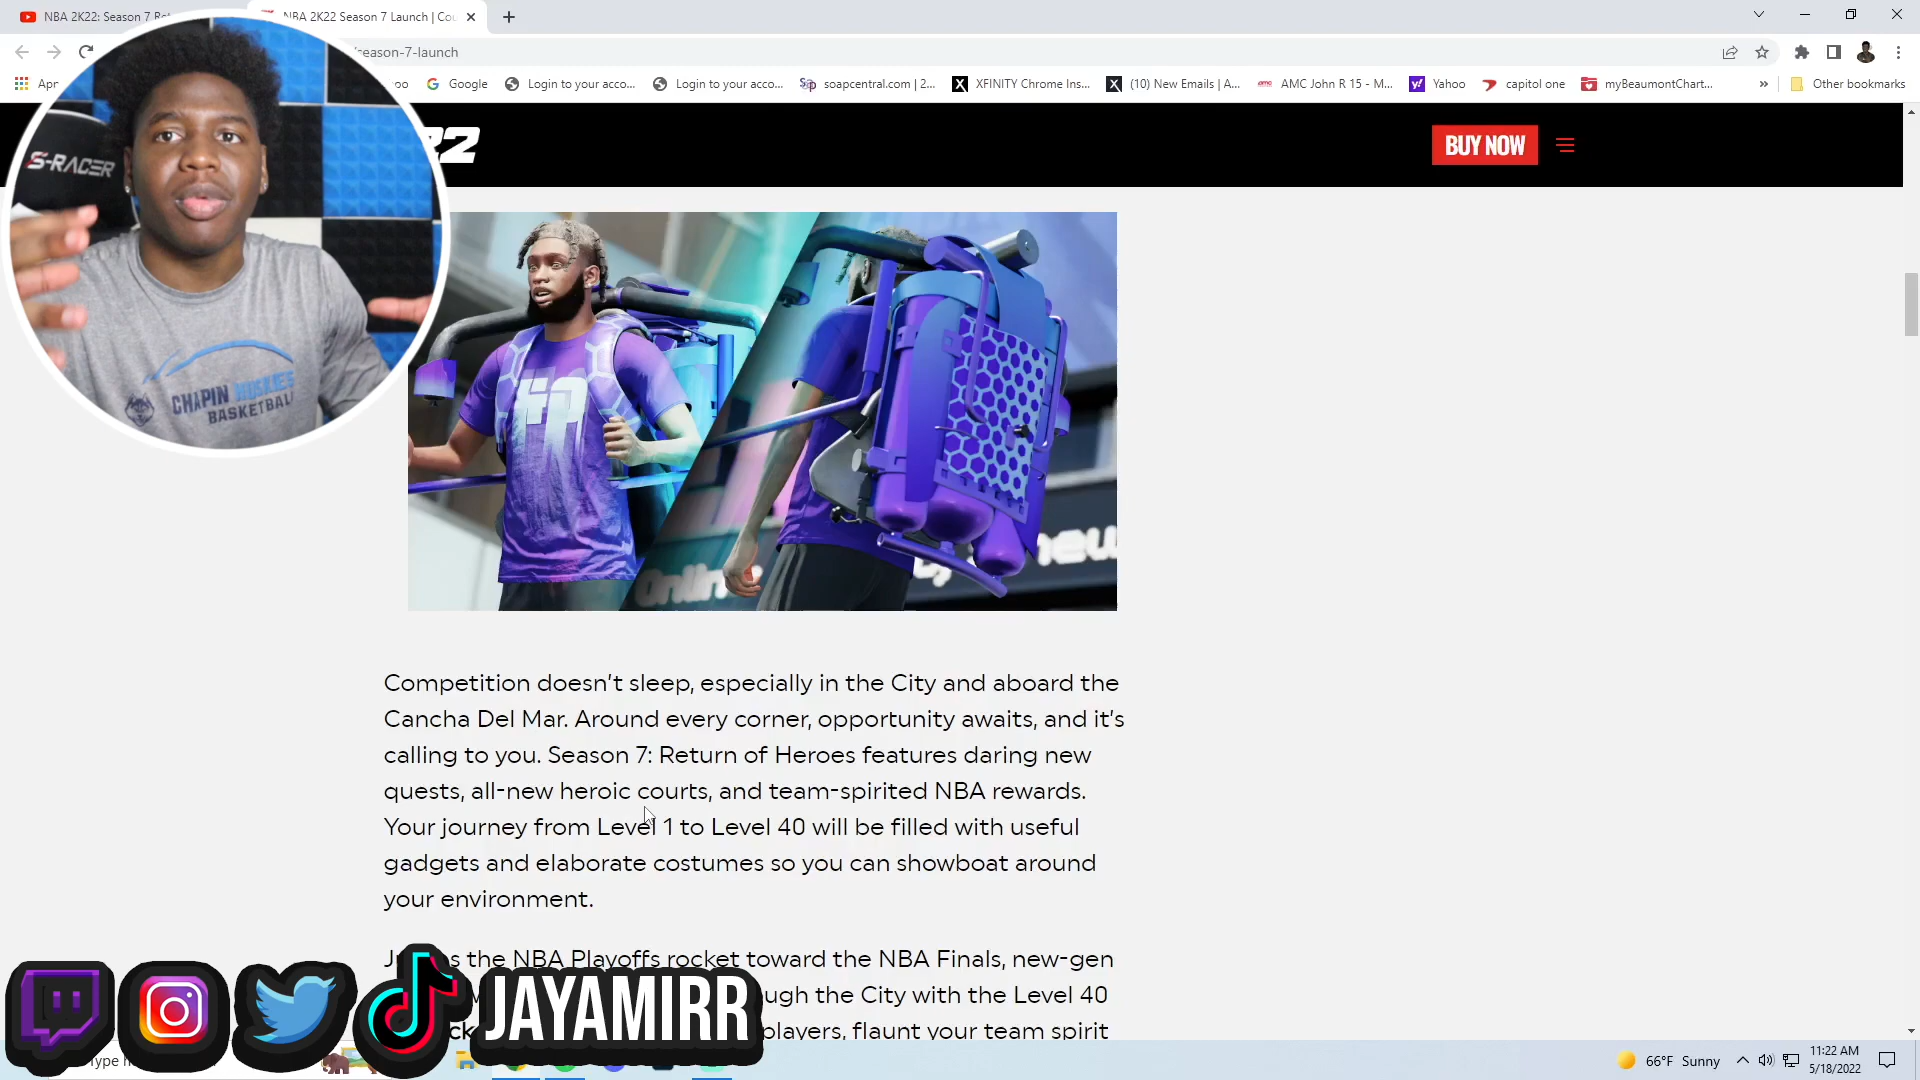 NBA 2K22: Season 7 Ret
NBA 2K22 Season 7 Launch | Cou
/season-7-launch
Google
Login to your acco...
Login to your acco...
soapcentral.com | 2...
XFINITY Chrome Ins...
(10) New Emails | A...
AMC John R 15 - M...
Yahoo
capitol one
myBeaumontChart...
»
Other bookmarks
S-RACER
CHAPIN HUSKIES
BASKETBALL
22
BUY NOW
Competition doesn't sleep, especially in the City and aboard the
Cancha Del Mar. Around every corner, opportunity awaits, and it's
calling to you. Season 7: Return of Heroes features daring new
quests, all-new heroic courts, and team-spirited NBA rewards.
Your journey from Level 1 to Level 40 will be filled with useful
gadgets and elaborate costumes so you can showboat around
your environment.
the NBA Playoffs rocket toward the NBA Finals, new-gen
ugh the City with the Level 40
players, flaunt your team spirit
JAYAMIRR
66°F Sunny
11:22 AM
5/18/2022